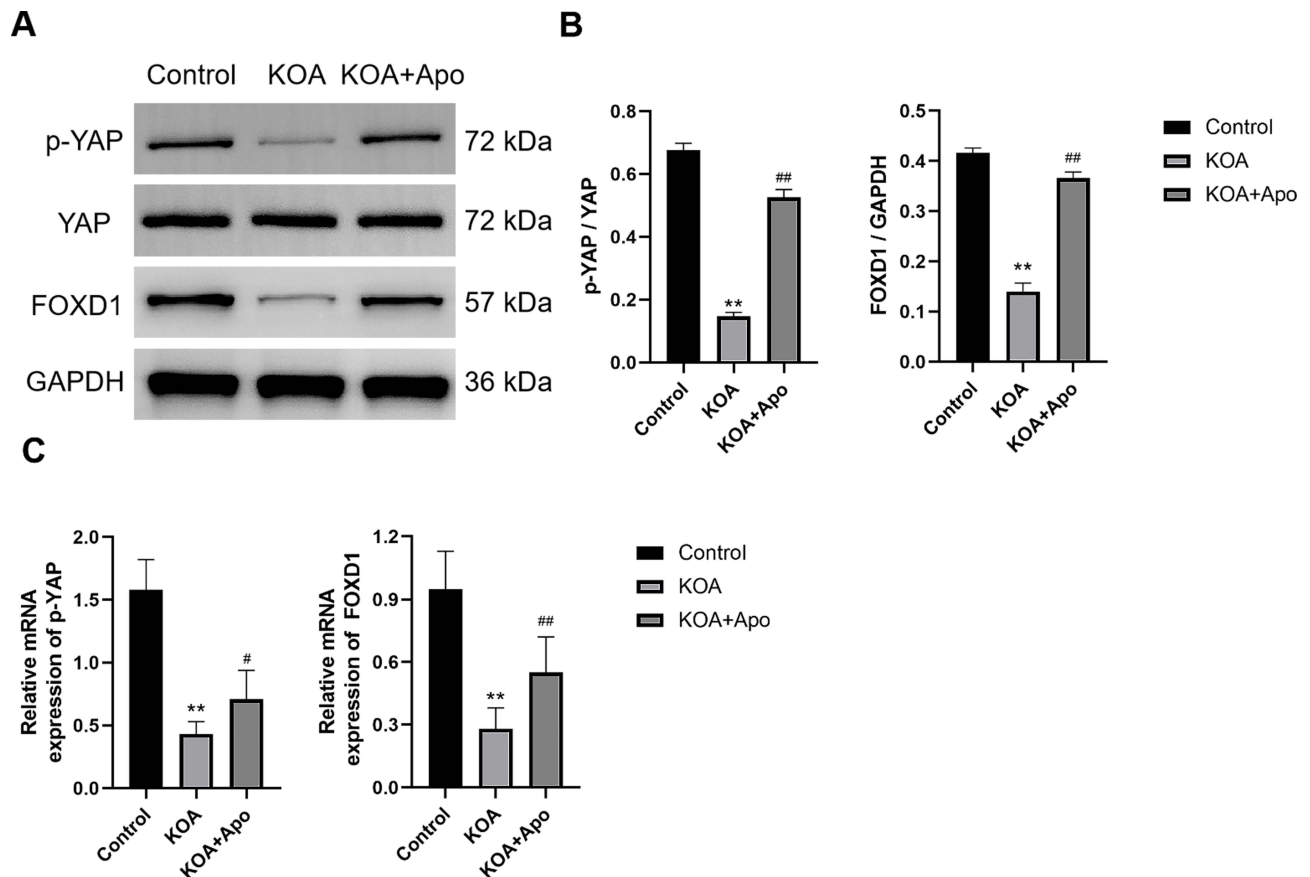 A
Control KOA KOA+Apo
p-YAP 72 kDa
YAP 72 kDa
FOXD1 57 kDa
GAPDH 36 kDa
B
p-YAP / YAP
0.8
0.6
0.4
0.2
0.0
**
##
Control KOA KOA+Apo
FOXD1 / GAPDH
0.5
0.4
0.3
0.2
0.1
0.0
**
##
Control KOA KOA+Apo
Control
KOA
KOA+Apo
C
Relative mRNA
expression of p-YAP
2.0
1.5
1.0
0.5
0.0
**
#
Control KOA KOA+Apo
Relative mRNA
expression of FOXD1
1.2
0.9
0.6
0.3
0.0
**
##
Control KOA KOA+Apo
Control
KOA
KOA+Apo